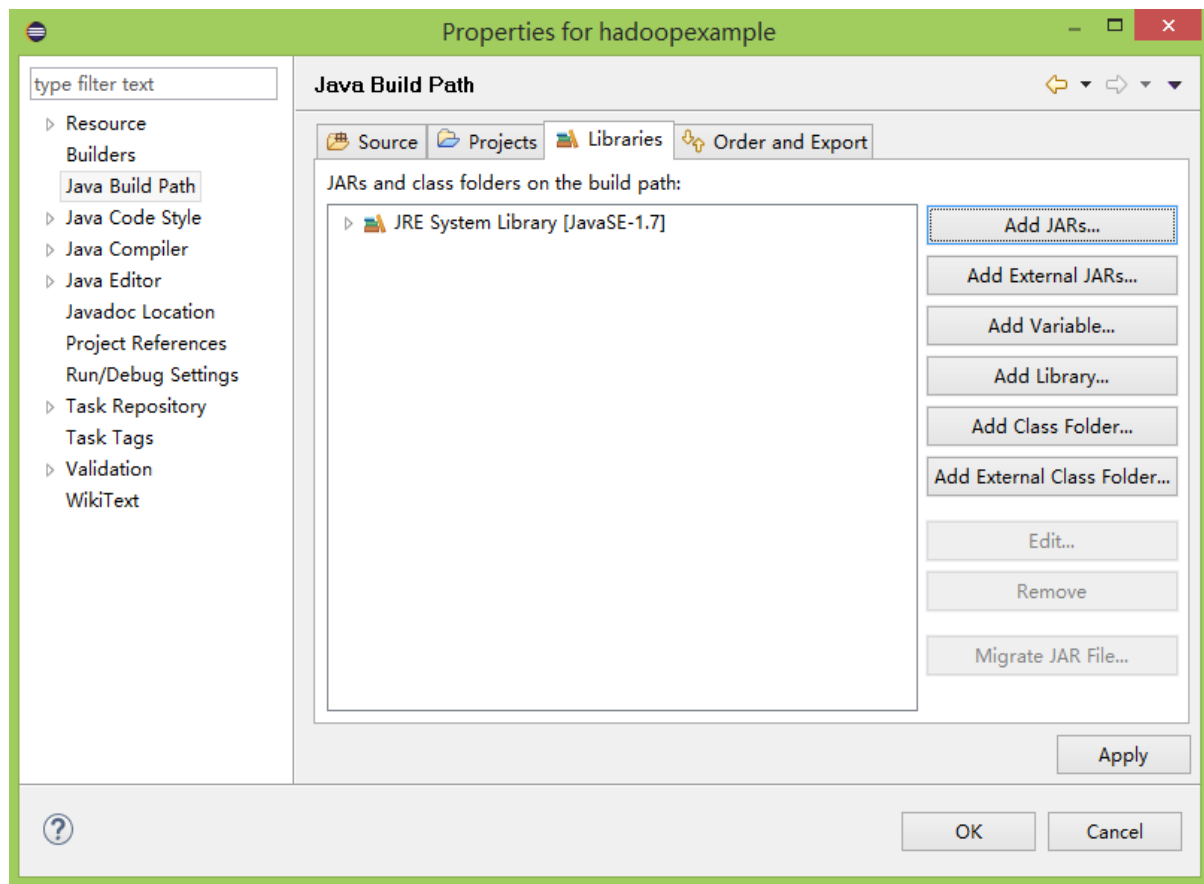 Properties for hadoopexample
type filter text
Resource
Builders
Java Build Path
Java Code Style
Java Compiler
Java Editor
Javadoc Location
Project References
Run/Debug Settings
Task Repository
Task Tags
Validation
WikiText
Java Build Path
Source Projects Libraries Order and Export
JARs and class folders on the build path:
JRE System Library [JavaSE-1.7]
Add JARs...
Add External JARs...
Add Variable...
Add Library...
Add Class Folder...
Add External Class Folder...
Edit...
Remove
Migrate JAR File...
Apply
OK Cancel